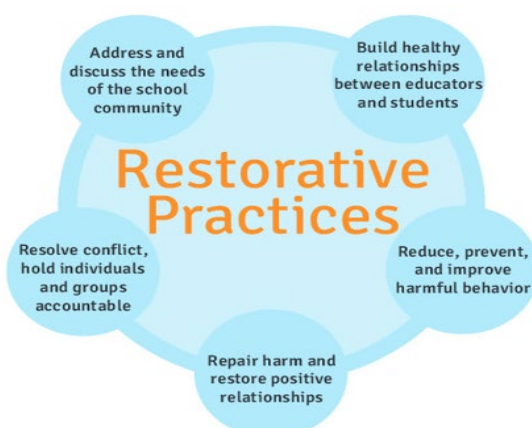 Address and
discuss the needs
of the school
community
Build healthy
relationships
between educators
and students
Restorative
Practices
Resolve conflict,
hold individuals
and groups
accountable
Reduce, prevent,
and improve
harmful behavior
Repair harm and
restore positive
relationships